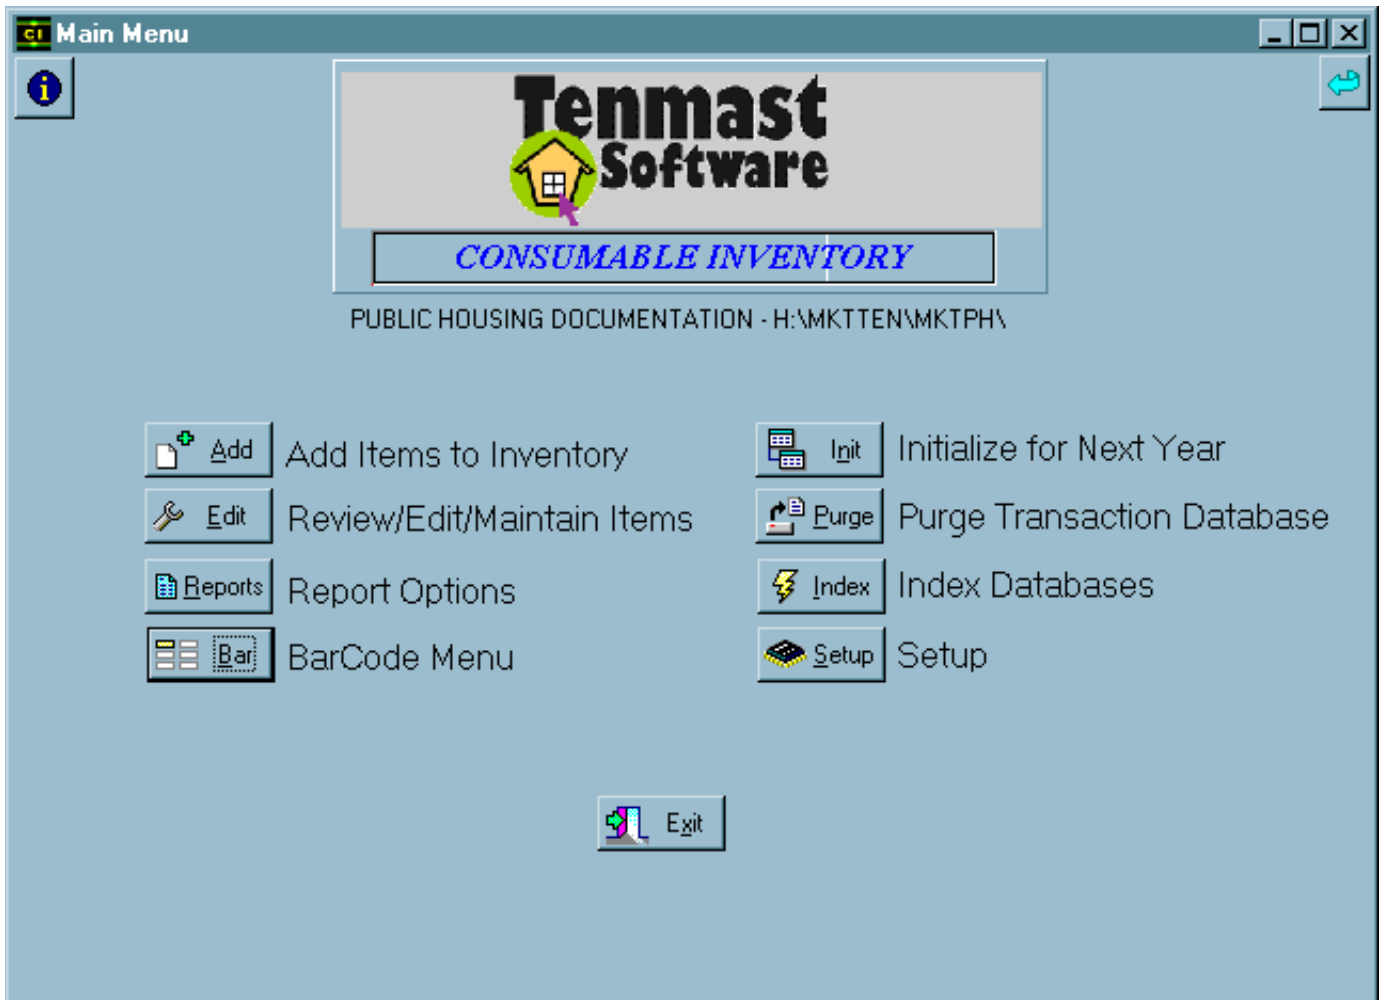 CI Main Menu
i
Tenmast
Software
CONSUMABLE INVENTORY
PUBLIC HOUSING DOCUMENTATION - H:\MKTTEN\MKTPH\
Add Add Items to Inventory
Edit Review/Edit/Maintain Items
Reports Report Options
Bar BarCode Menu
Init Initialize for Next Year
Purge Purge Transaction Database
Index Index Databases
Setup Setup
Exit